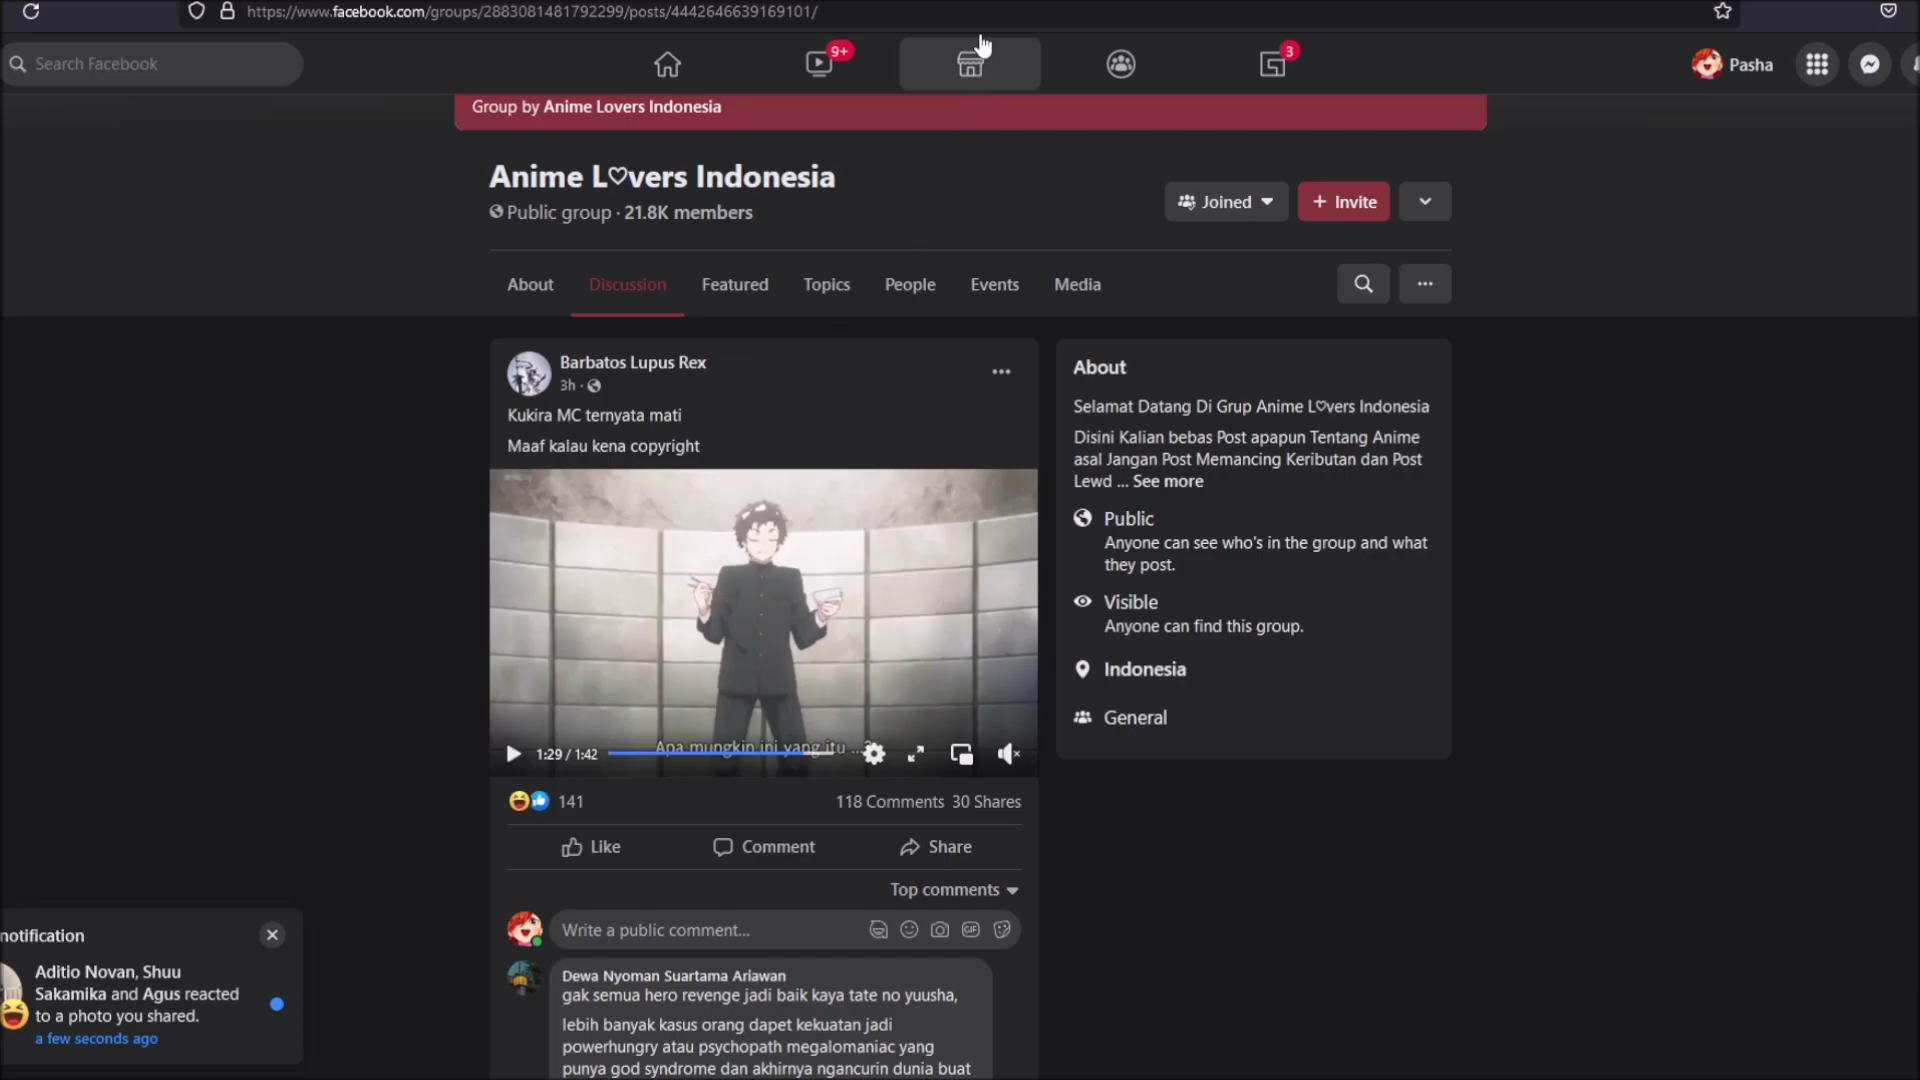 https://www.facebook.com/groups/2883081481792299/posts/4442646639169101/
Search Facebook
9+
3
Pasha
Group by Anime Lovers Indonesia
Anime L♡vers Indonesia
Public group · 21.8K members
Joined
+ Invite
About
Discussion
Featured
Topics
People
Events
Media
Barbatos Lupus Rex
3h ·
Kukira MC ternyata mati
Maaf kalau kena copyright
Apa mungkin ini yang itu ...?
1:29 / 1:42
141
118 Comments 30 Shares
Like
Comment
Share
Top comments
Write a public comment...
GIF
Dewa Nyoman Suartama Ariawan
gak semua hero revenge jadi baik kaya tate no yuusha,
lebih banyak kasus orang dapet kekuatan jadi
powerhungry atau psychopath megalomaniac yang
punya god syndrome dan akhirnya ngancurin dunia buat
About
Selamat Datang Di Grup Anime L♡vers Indonesia
Disini Kalian bebas Post apapun Tentang Anime
asal Jangan Post Memancing Keributan dan Post
Lewd ... See more
Public
Anyone can see who's in the group and what
they post.
Visible
Anyone can find this group.
Indonesia
General
notification
Aditio Novan, Shuu
Sakamika and Agus reacted
to a photo you shared.
a few seconds ago